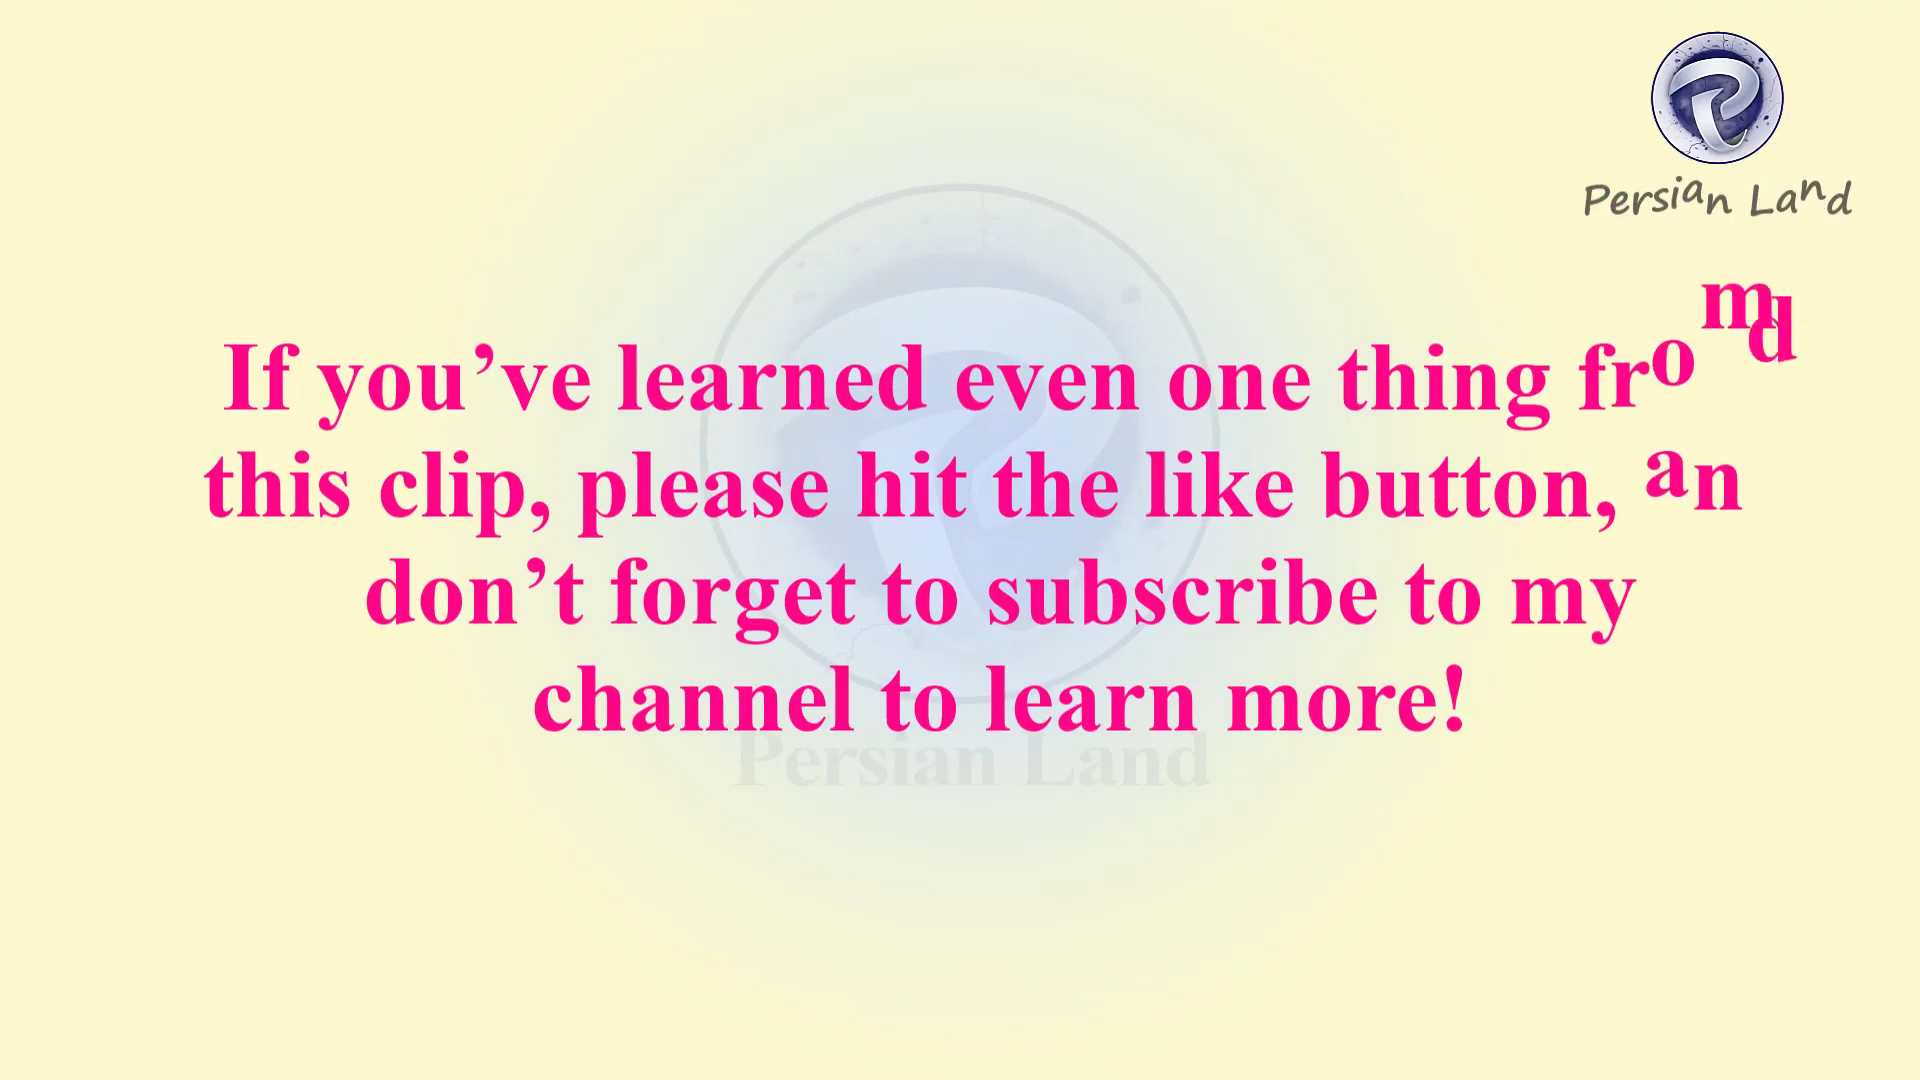 Persian Land
If you’ve learned even one thing from
this clip, please hit the like button, and
don’t forget to subscribe to my
channel to learn more!
Persian Land